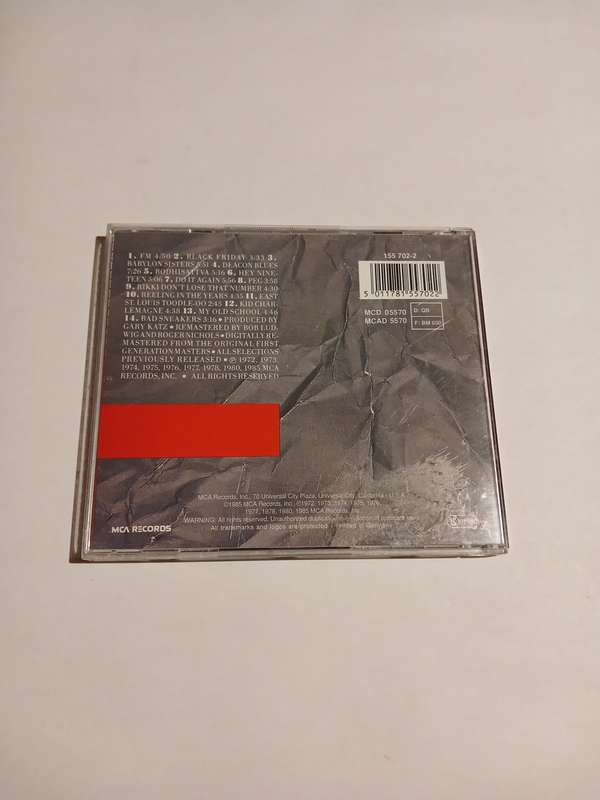 1. FM 4:50 2. BLACK FRIDAY 3:33 3.
BABYLON SISTERS 5:51 4. DEACON BLUES
7:26 5. BODHISATTVA 5:16 6. HEY NINE-
TEEN 5:06 7. DO IT AGAIN 5:56 8. PEG 3:58
9. RIKKI DON'T LOSE THAT NUMBER 4:30
10. REELING IN THE YEARS 4:35 11. EAST
ST. LOUIS TOODLE-OO 2:45 12. KID CHAR-
LEMAGNE 4:38 13. MY OLD SCHOOL 5:46
14. BAD SNEAKERS 3:16 ★ PRODUCED BY
GARY KATZ ★ REMASTERED BY BOB LUD-
WIG AND ROGER NICHOLS ★ DIGITALLY RE-
MASTERED FROM THE ORIGINAL FIRST
GENERATION MASTERS ★ ALL SELECTIONS
PREVIOUSLY RELEASED ★ ℗ 1972, 1973,
1974, 1975, 1976, 1977, 1978, 1980, 1985 MCA
RECORDS, INC. ★ ALL RIGHTS RESERVED
155 702-2
5 011781 557022
MCD 05570
MCAD 5570
D: GB
F: BM 650
MCA Records, Inc., 70 Universal City Plaza, Universal City, California - U.S.A.
©1985 MCA Records, Inc. ℗1972, 1973, 1974, 1975, 1976,
1977, 1978, 1980, 1985 MCA Records, Inc.
WARNING: All rights reserved. Unauthorized duplication
All trademarks and logos are protected. Printed in Germany
MCA RECORDS